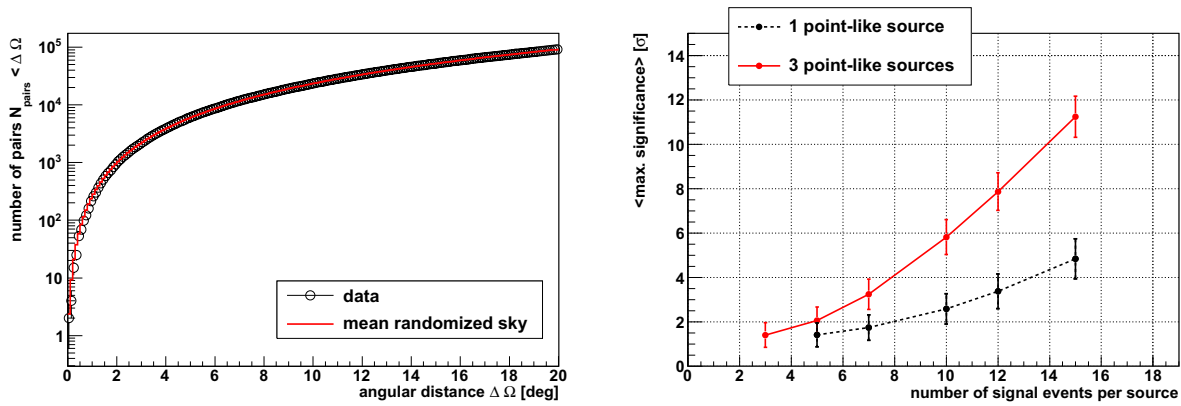 number of pairs N_pairs < Δ Ω
10^5
10^4
10^3
10^2
10
1
0 2 4 6 8 10 12 14 16 18 20
angular distance Δ Ω [deg]
data
mean randomized sky
<max. significance> [σ]
14
12
10
8
6
4
2
0
0 2 4 6 8 10 12 14 16 18
number of signal events per source
1 point-like source
3 point-like sources